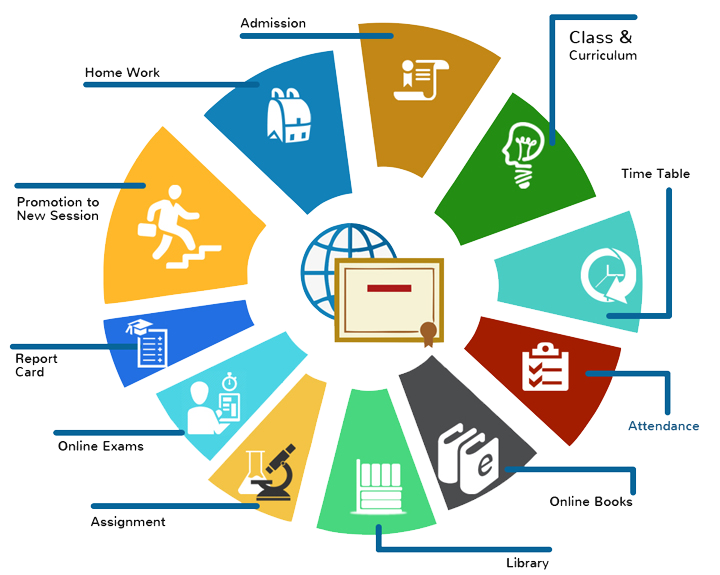 Admission
Class &
Curriculum
Home Work
Time Table
Promotion to
New Session
Report
Card
Attendance
Online Exams
Online Books
Assignment
Library
e